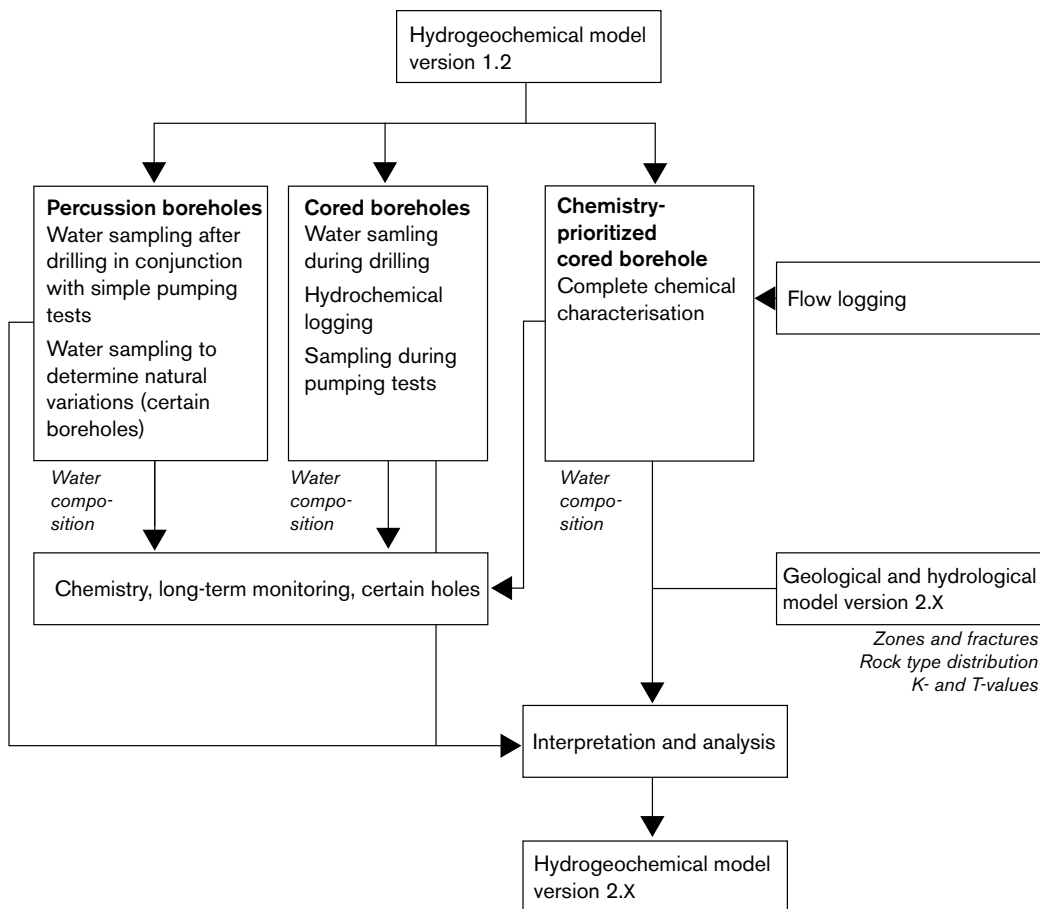 Hydrogeochemical model
version 1.2
Percussion boreholes
Water sampling after
drilling in conjunction
with simple pumping
tests
Water sampling to
determine natural
variations (certain
boreholes)
Cored boreholes
Water samling
during drilling
Hydrochemical
logging
Sampling during
pumping tests
Chemistry-
prioritized
cored borehole
Complete chemical
characterisation
Flow logging
Water
compo-
sition
Water
compo-
sition
Water
compo-
sition
Chemistry, long-term monitoring, certain holes
Geological and hydrological
model version 2.X
Zones and fractures
Rock type distribution
K- and T-values
Interpretation and analysis
Hydrogeochemical model
version 2.X